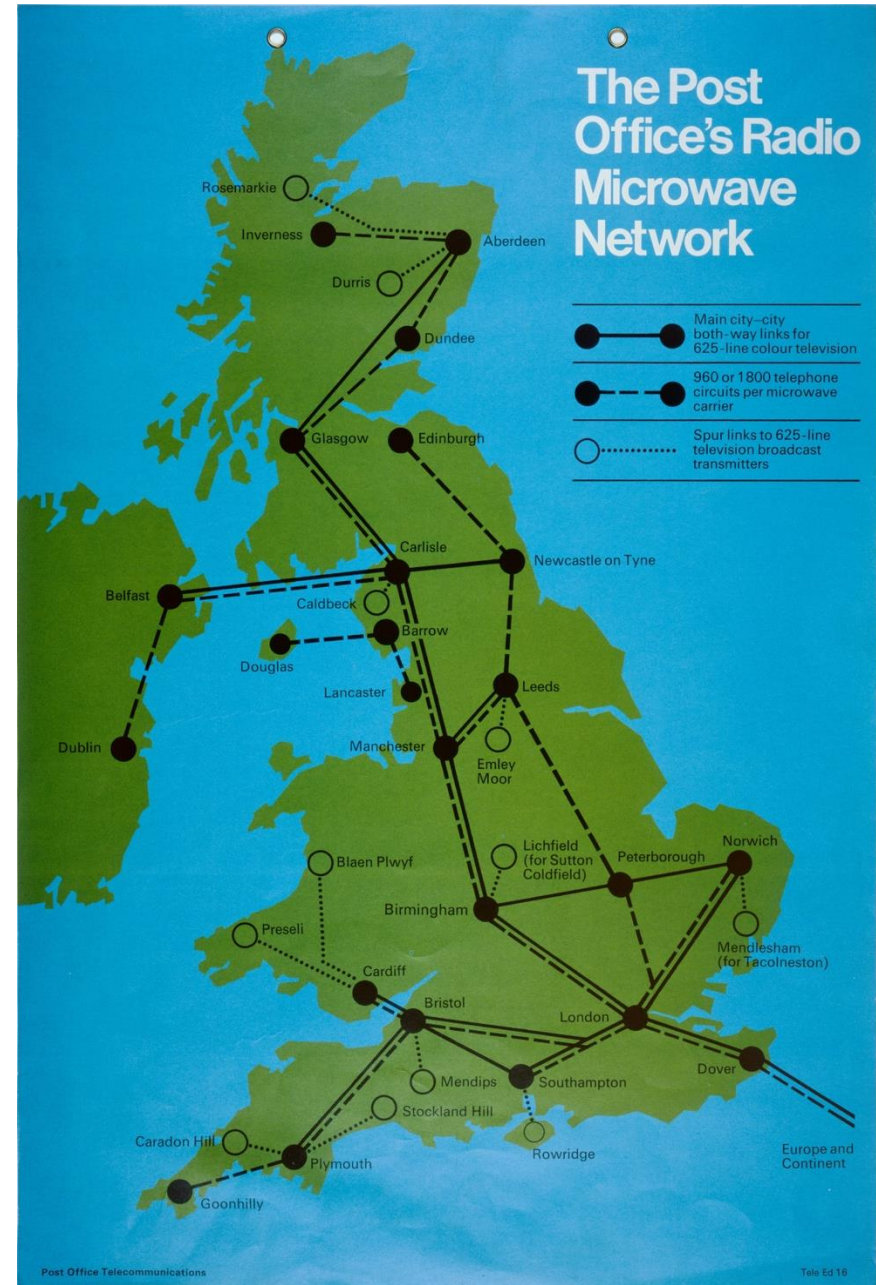 The Post
Office's Radio
Microwave
Network
Main city–city
both-way links for
625-line colour television
960 or 1800 telephone
circuits per microwave
carrier
Spur links to 625-line
television broadcast
transmitters
Rosemarkie
Inverness
Aberdeen
Durris
Dundee
Glasgow
Edinburgh
Carlisle
Newcastle on Tyne
Belfast
Caldbeck
Barrow
Douglas
Lancaster
Leeds
Dublin
Manchester
Emley
Moor
Lichfield
(for Sutton
Coldfield)
Norwich
Peterborough
Blaen Plwyf
Birmingham
Preseli
Mendlesham
(for Tacolneston)
Cardiff
Bristol
London
Dover
Mendips
Southampton
Stockland Hill
Caradon Hill
Rowridge
Europe and
Continent
Plymouth
Goonhilly
Post Office Telecommunications
Tele Ed 16